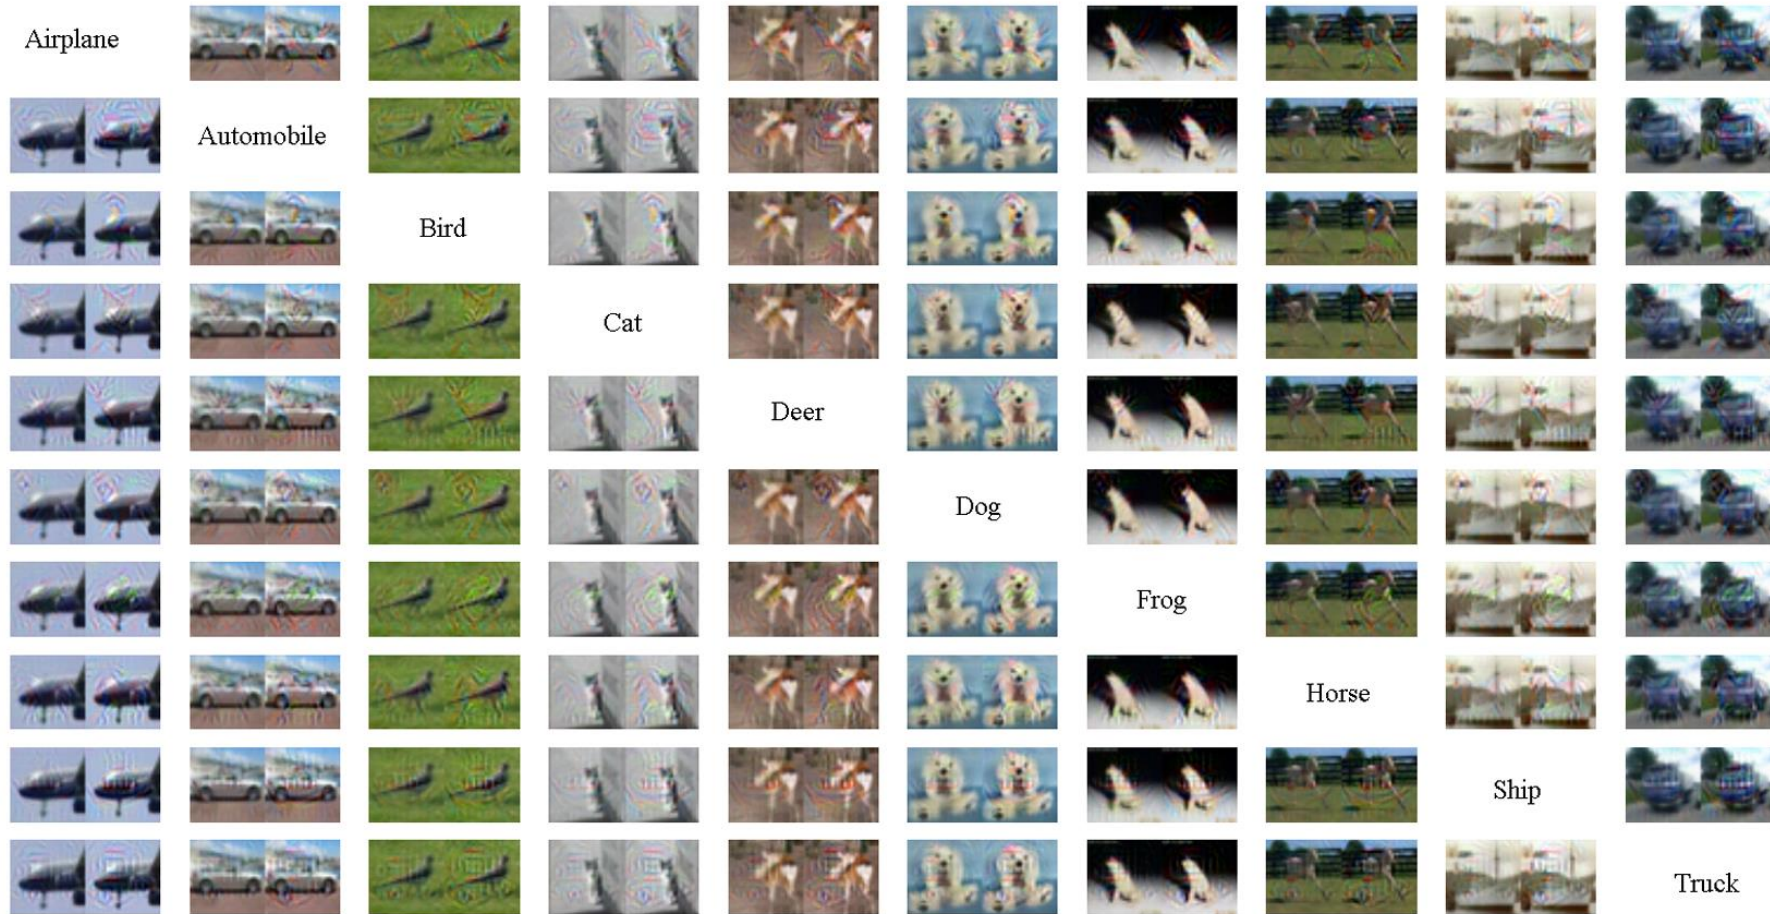 Airplane
Automobile
Bird
Cat
Deer
Dog
Frog
Horse
Ship
Truck